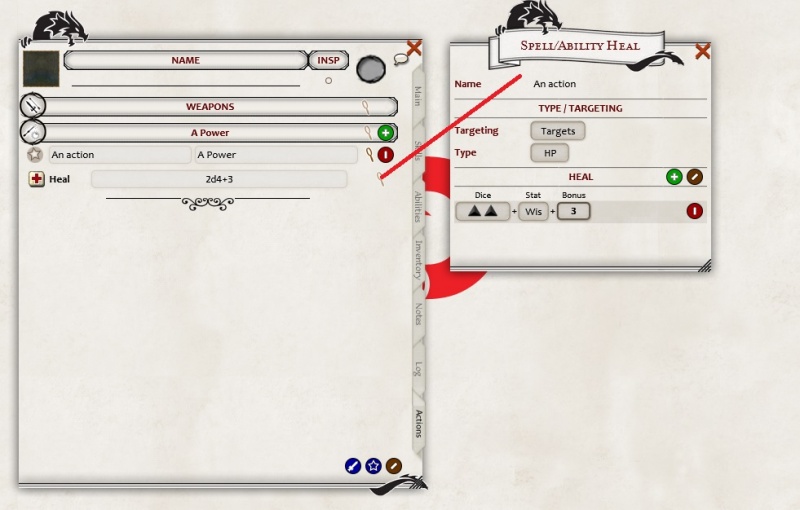 NAME
INSP
WEAPONS
A Power
An action
A Power
Heal
2d4+3
Main
Skills
Abilities
Inventory
Notes
Log
Actions
Spell/Ability Heal
Name An action
TYPE / TARGETING
Targeting Targets
Type HP
HEAL
Dice Stat Bonus
+ Wis + 3